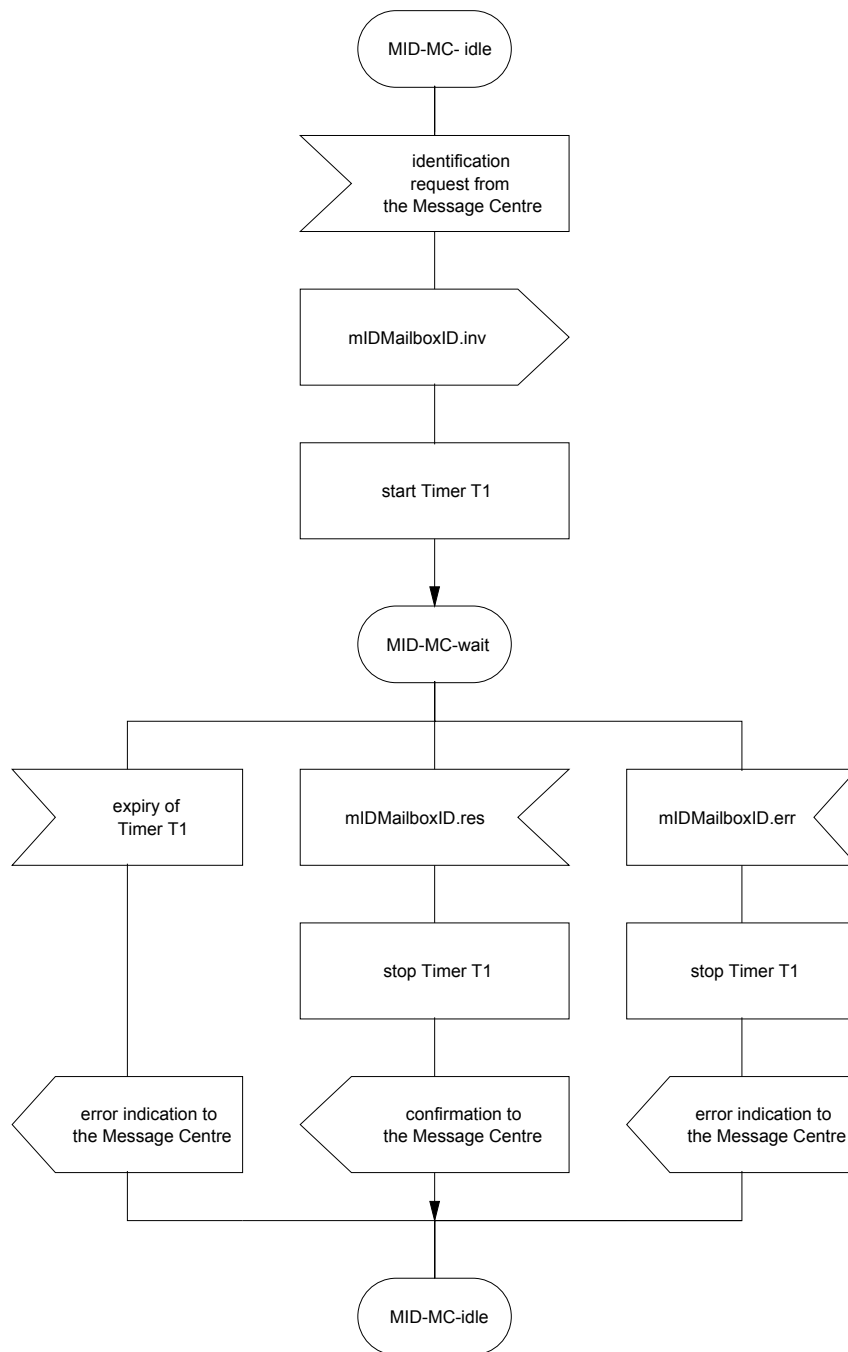 MID-MC- idle
identification
request from
the Message Centre
mIDMailboxID.inv
start Timer T1
MID-MC-wait
expiry of
Timer T1
mIDMailboxID.res
mIDMailboxID.err
stop Timer T1
stop Timer T1
error indication to
the Message Centre
confirmation to
the Message Centre
error indication to
the Message Centre
MID-MC-idle